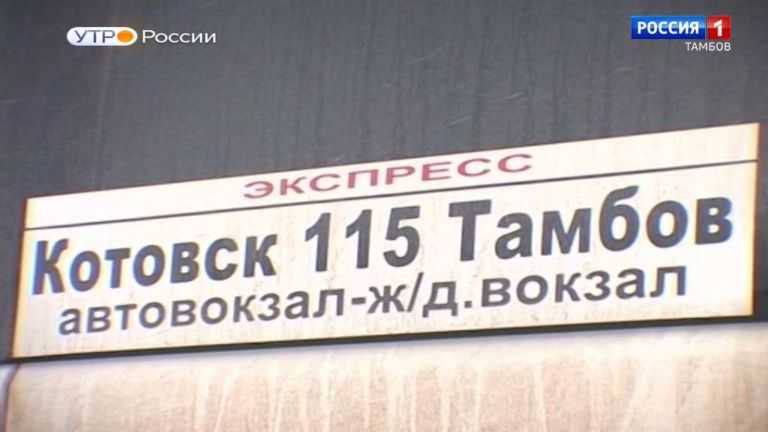 УТРО России
РОССИЯ 1
ТАМБОВ
ЭКСПРЕСС
Котовск 115 Тамбов
автовокзал-ж/д.вокзал